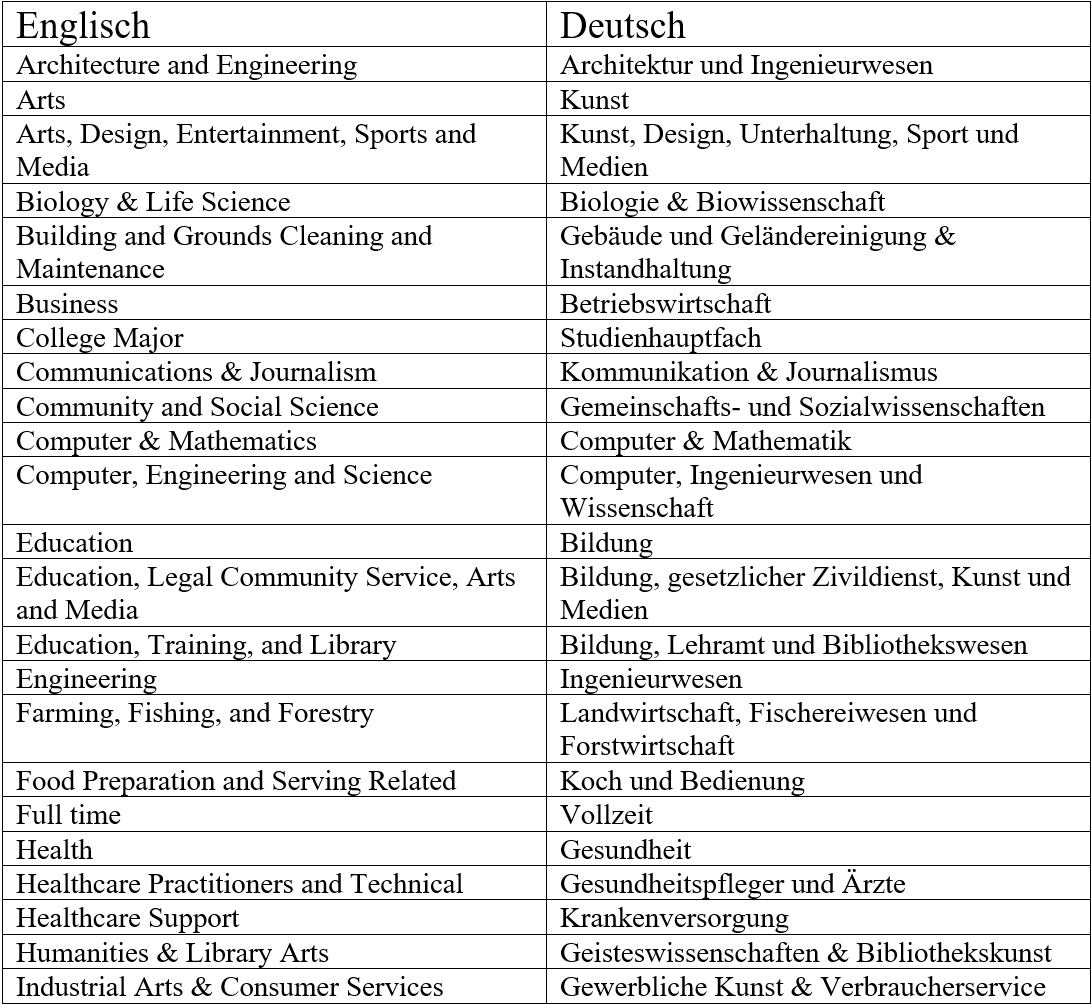 Englisch Deutsch
Architecture and Engineering Architektur und Ingenieurwesen
Arts Kunst
Arts, Design, Entertainment, Sports and Kunst, Design, Unterhaltung, Sport und
Media Medien
Biology & Life Science Biologie & Biowissenschaft
Building and Grounds Cleaning and Gebäude und Geländereinigung &
Maintenance Instandhaltung
Business Betriebswirtschaft
College Major Studienhauptfach
Communications & Journalism Kommunikation & Journalismus
Community and Social Science Gemeinschafts- und Sozialwissenschaften
Computer & Mathematics Computer & Mathematik
Computer, Engineering and Science Computer, Ingenieurwesen und
Wissenschaft
Education Bildung
Education, Legal Community Service, Arts Bildung, gesetzlicher Zivildienst, Kunst und
and Media Medien
Education, Training, and Library Bildung, Lehramt und Bibliothekswesen
Engineering Ingenieurwesen
Farming, Fishing, and Forestry Landwirtschaft, Fischereiwesen und
Forstwirtschaft
Food Preparation and Serving Related Koch und Bedienung
Full time Vollzeit
Health Gesundheit
Healthcare Practitioners and Technical Gesundheitspfleger und Ärzte
Healthcare Support Krankenversorgung
Humanities & Library Arts Geisteswissenschaften & Bibliothekskunst
Industrial Arts & Consumer Services Gewerbliche Kunst & Verbraucherservice